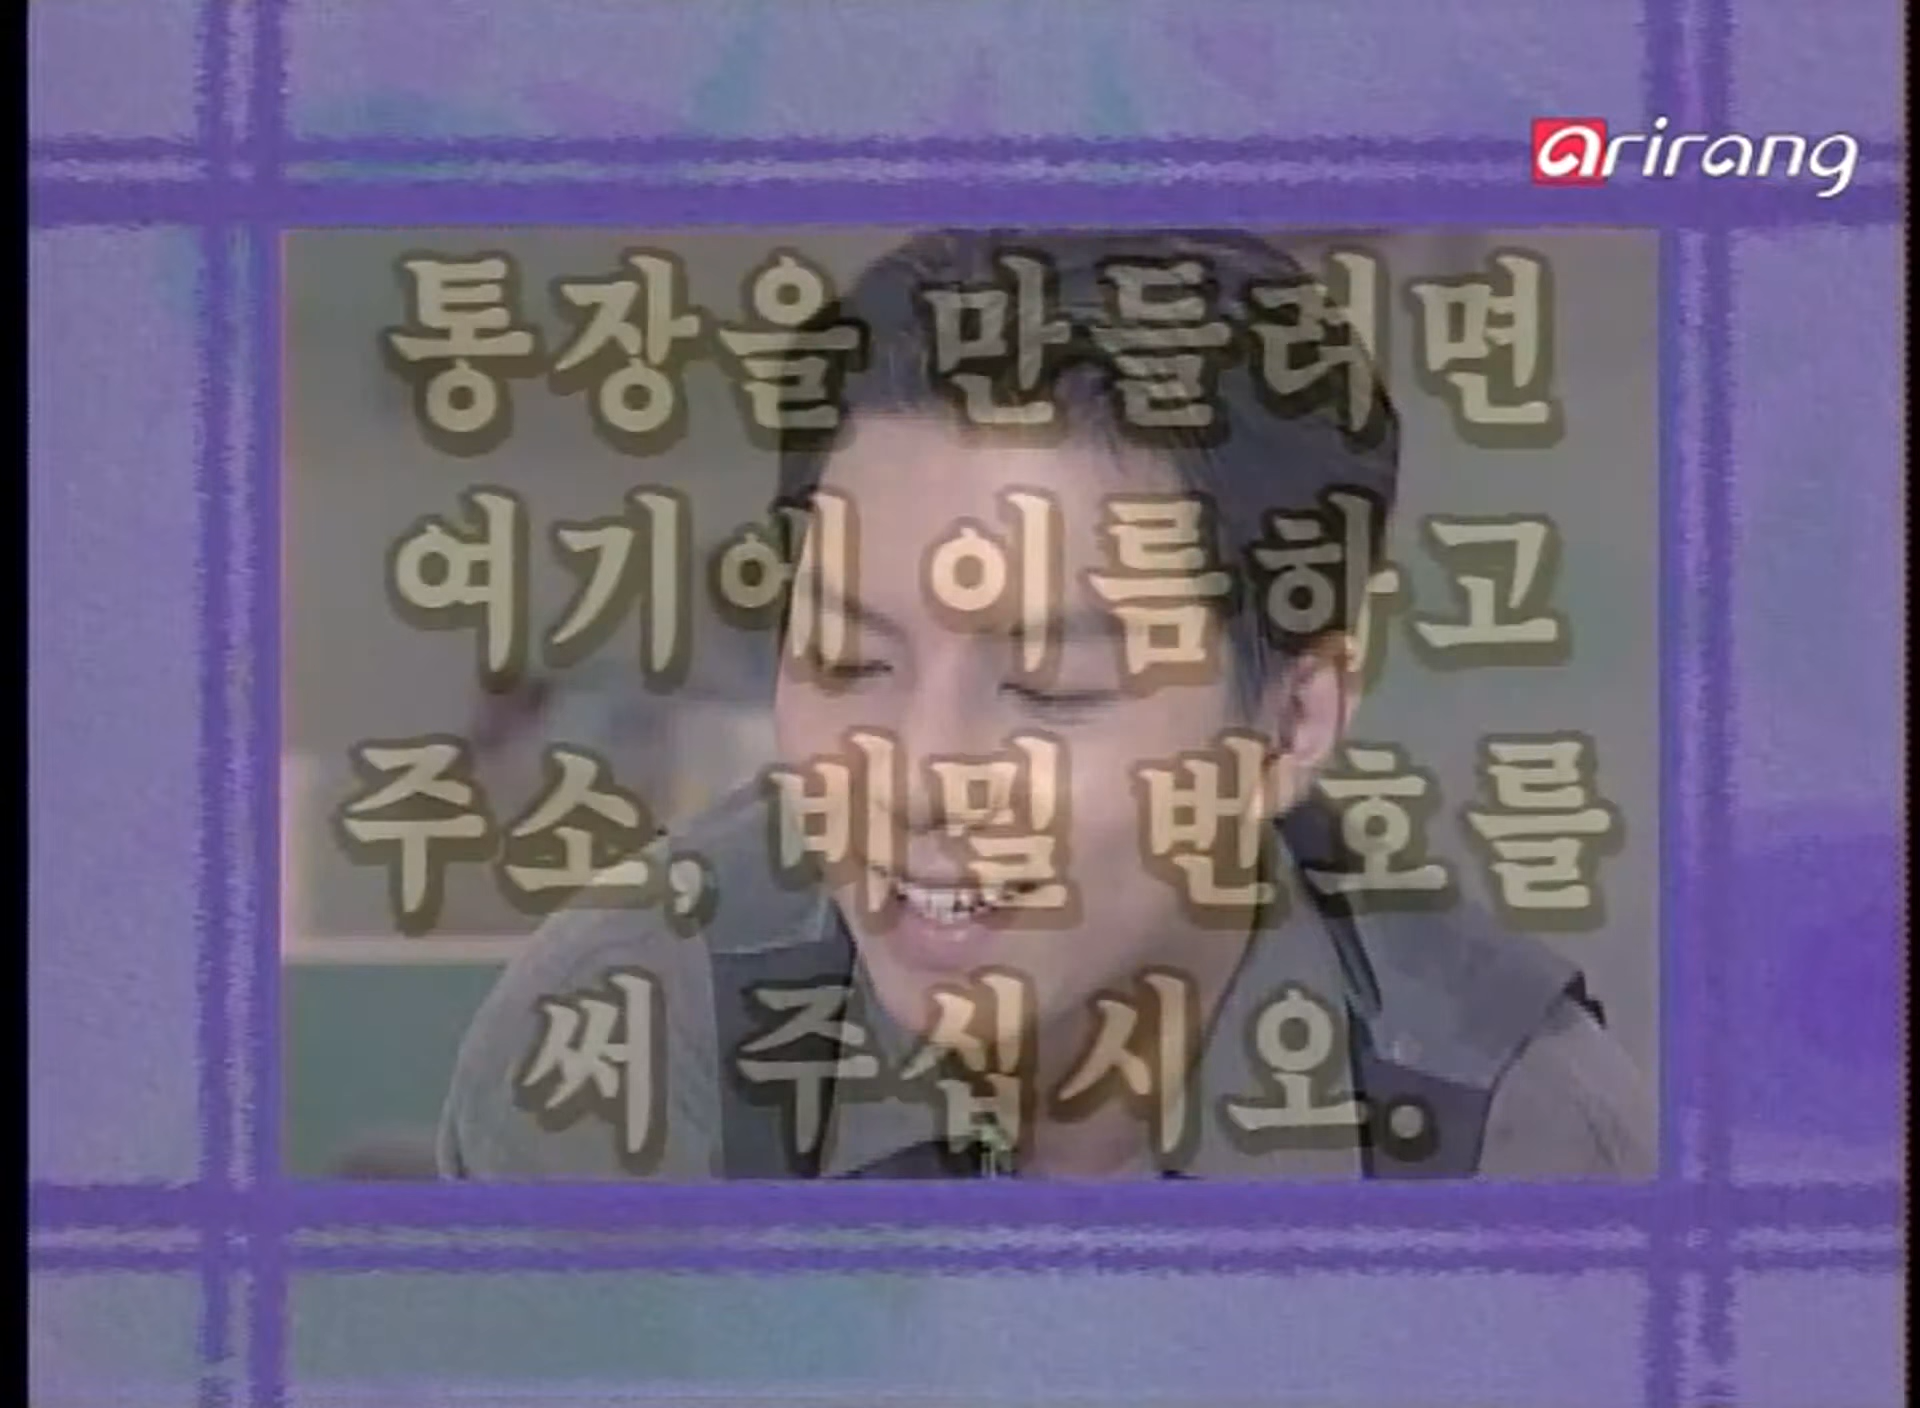 arirang
통장을 만들려면
여기에 이름하고
주소, 비밀 번호를
써 주십시오.